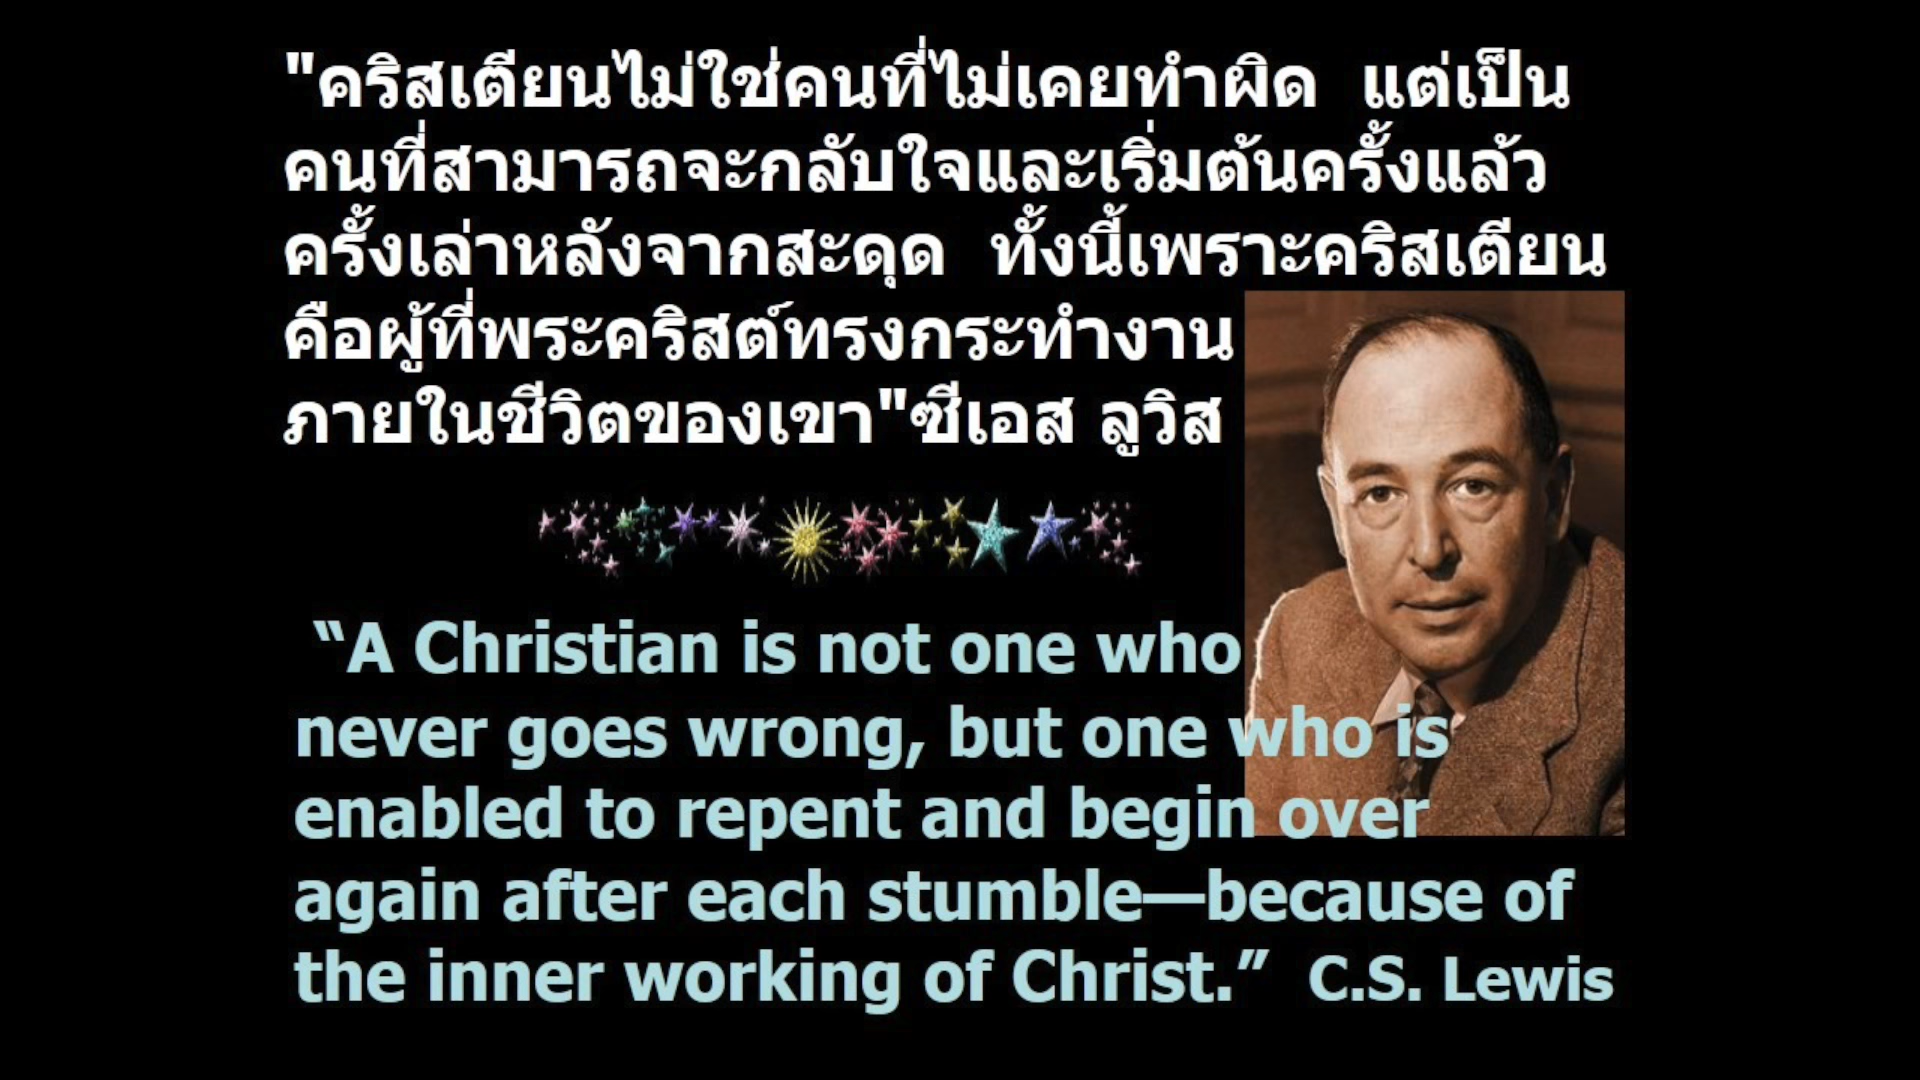 "คริสเตียนไม่ใช่คนที่ไม่เคยทำผิด  แต่เป็น
คนที่สามารถจะกลับใจและเริ่มต้นครั้งแล้ว
ครั้งเล่าหลังจากสะดุด  ทั้งนี้เพราะคริสเตียน
คือผู้ที่พระคริสต์ทรงกระทำงาน
ภายในชีวิตของเขา"ซีเอส ลูวิส
“A Christian is not one who
never goes wrong, but one who is
enabled to repent and begin over
again after each stumble—because of
the inner working of Christ.”  C.S. Lewis